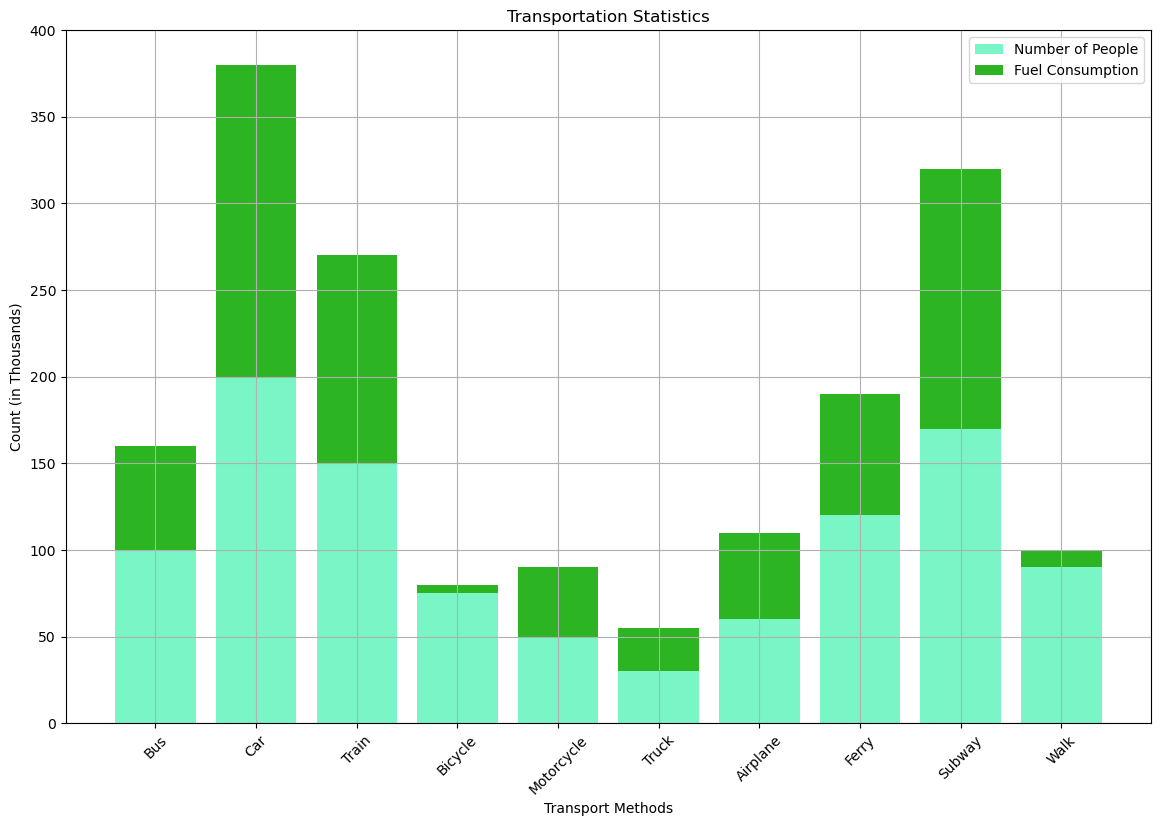 Transportation Statistics
Number of People
Fuel Consumption
Count (in Thousands)
400
350
300
250
200
150
100
50
0
Bus
Car
Train
Bicycle
Motorcycle
Truck
Airplane
Ferry
Subway
Walk
Transport Methods